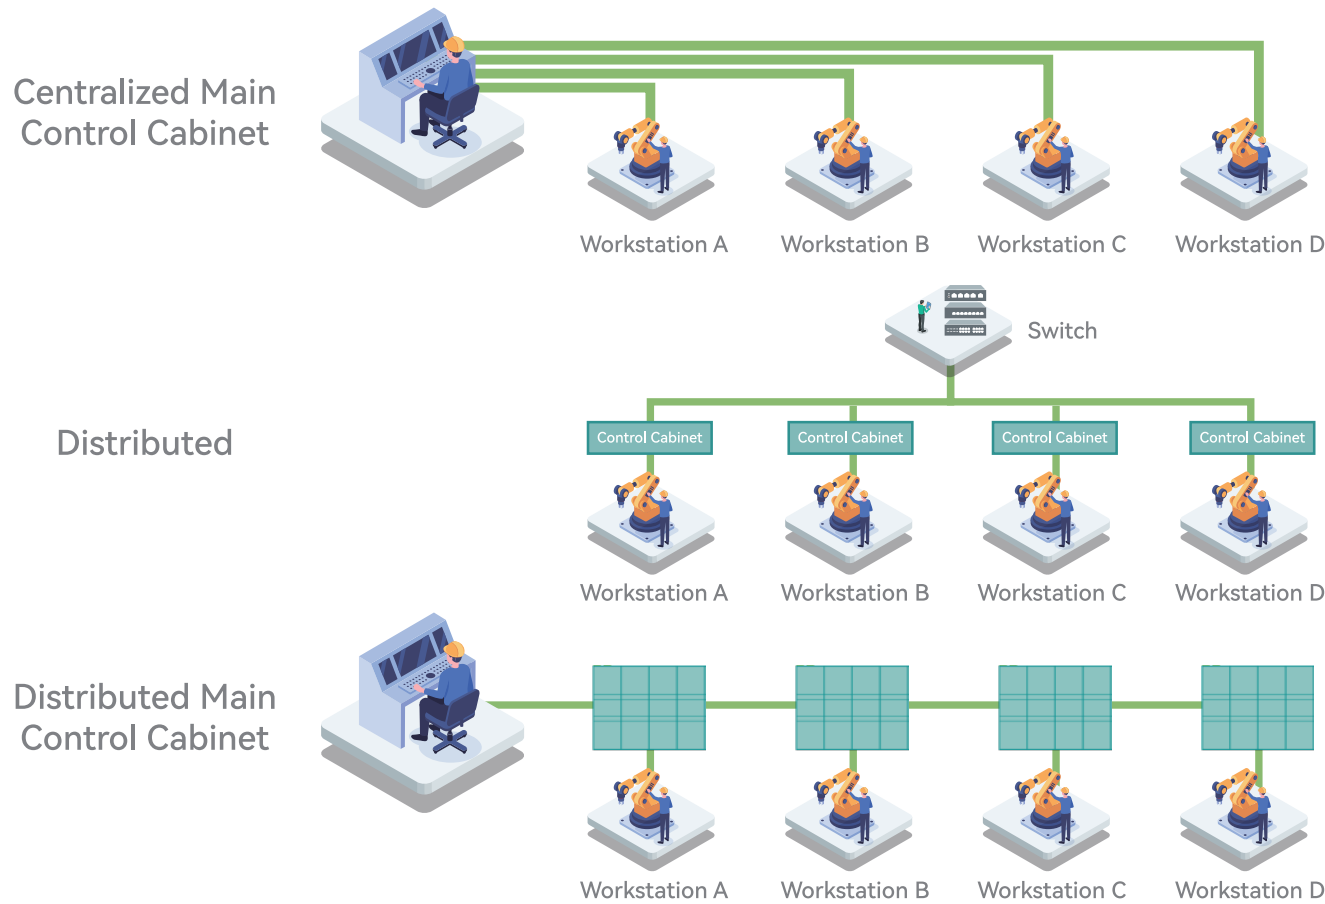 Centralized Main
Control Cabinet
Workstation A
Workstation B
Workstation C
Workstation D
Switch
Distributed
Control Cabinet
Control Cabinet
Control Cabinet
Control Cabinet
Workstation A
Workstation B
Workstation C
Workstation D
Distributed Main
Control Cabinet
Workstation A
Workstation B
Workstation C
Workstation D